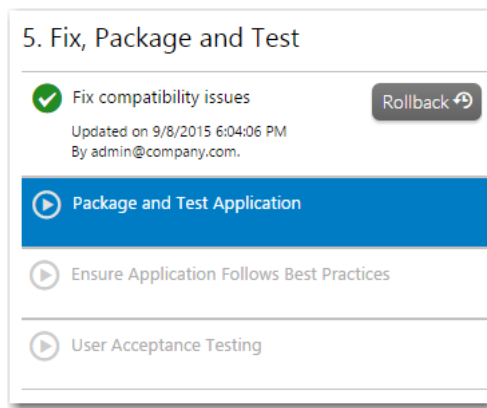 5. Fix, Package and Test
Fix compatibility issues
Rollback
Updated on 9/8/2015 6:04:06 PM
By admin@company.com.
Package and Test Application
Ensure Application Follows Best Practices
User Acceptance Testing